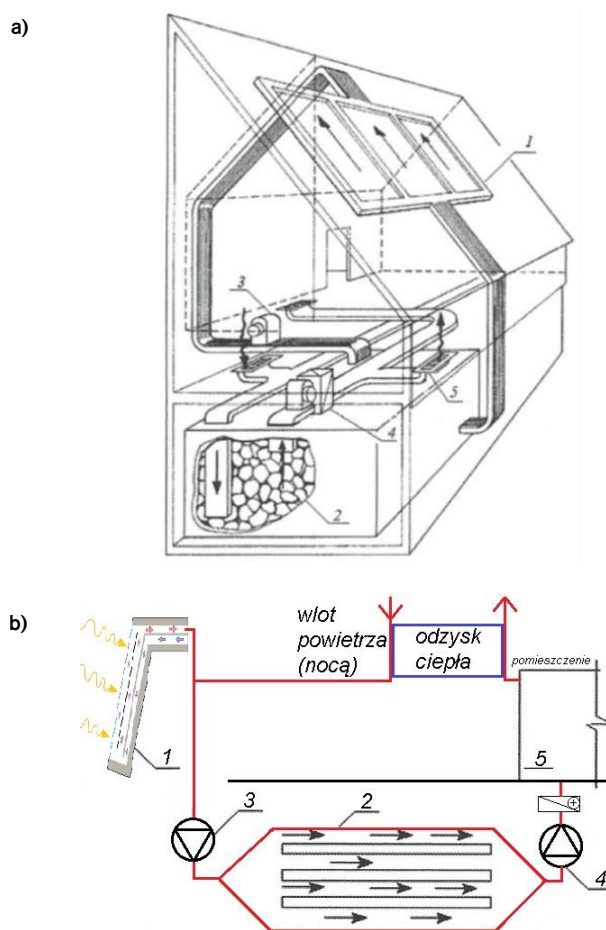 a)
1
3
5
4
2
b)
wlot
powietrza
(nocą)
odzysk
ciepła
pomieszczenie
1
5
3
2
4